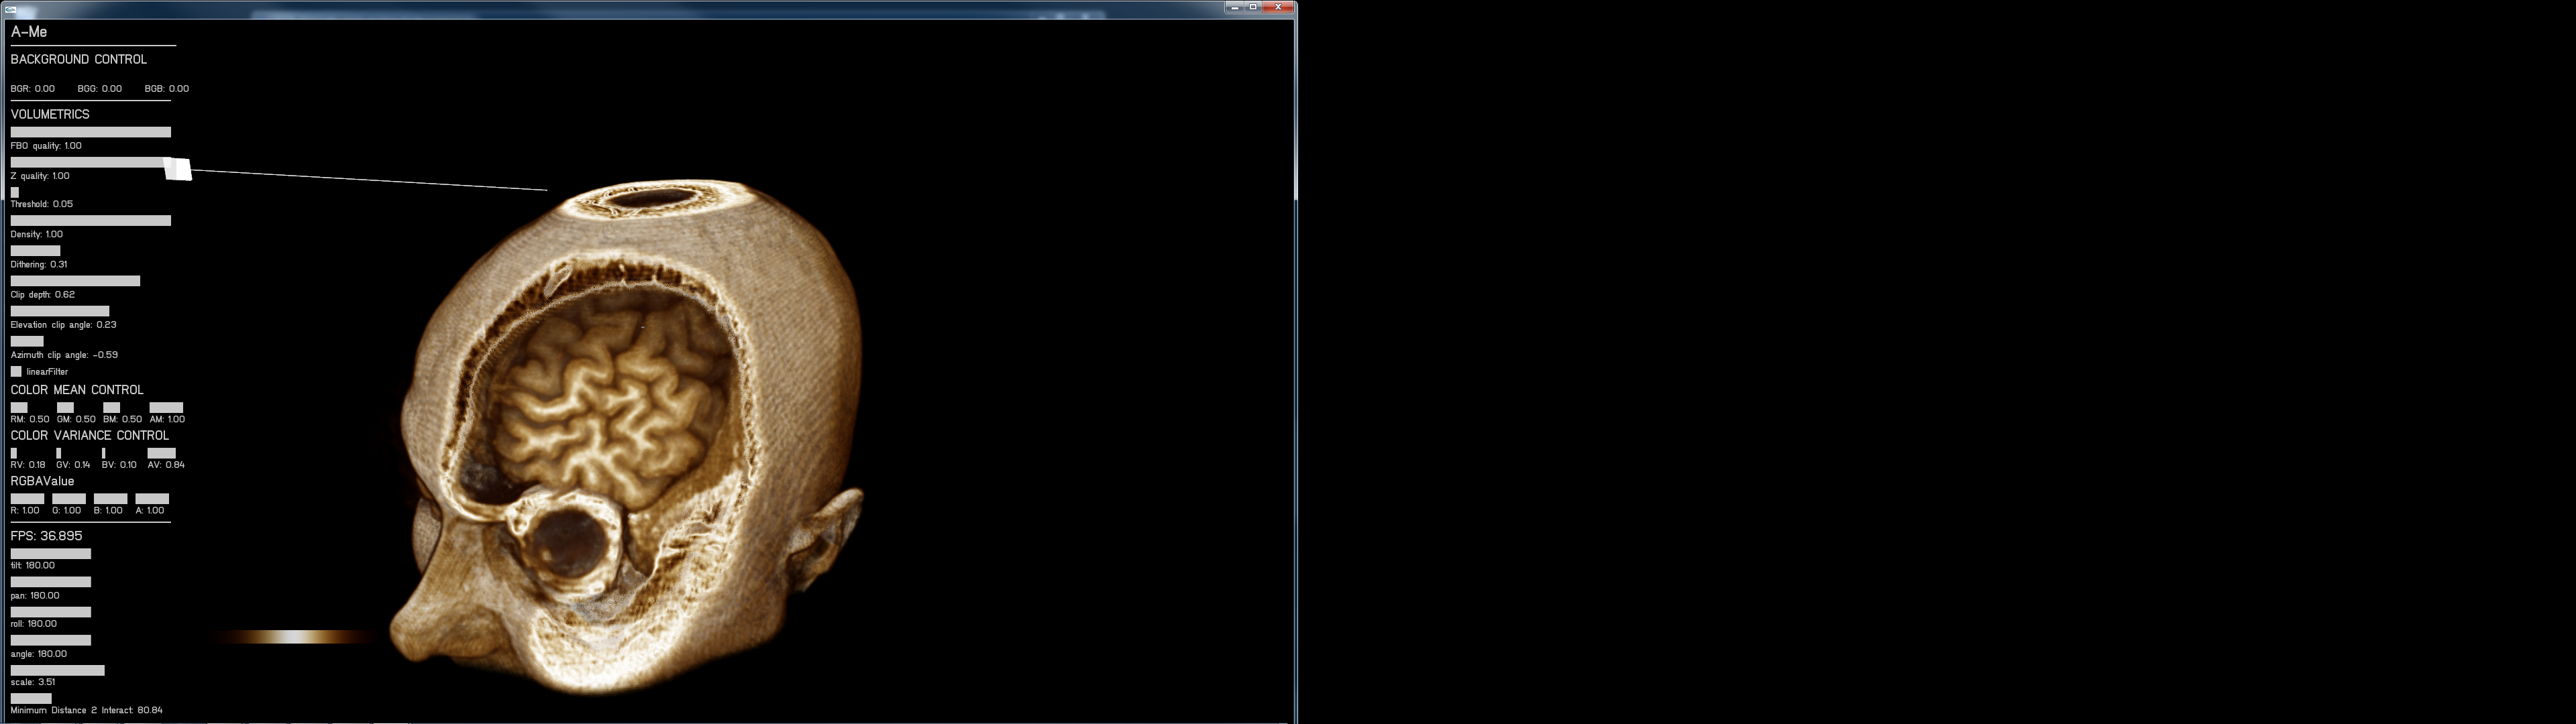 A-Me
BACKGROUND CONTROL
BGR: 0.00 BGG: 0.00 BGB: 0.00
VOLUMETRICS
FBO quality: 1.00
Z quality: 1.00
Threshold: 0.05
Density: 1.00
Dithering: 0.31
Clip depth: 0.62
Elevation clip angle: 0.23
Azimuth clip angle: -0.59
linearFilter
COLOR MEAN CONTROL
RM: 0.50 GM: 0.50 BM: 0.50 AM: 1.00
COLOR VARIANCE CONTROL
RV: 0.18 GV: 0.14 BV: 0.10 AV: 0.84
RGBAValue
R: 1.00 G: 1.00 B: 1.00 A: 1.00
FPS: 36.895
tilt: 180.00
pan: 180.00
roll: 180.00
angle: 180.00
scale: 3.51
Minimum Distance 2 Interact: 80.84